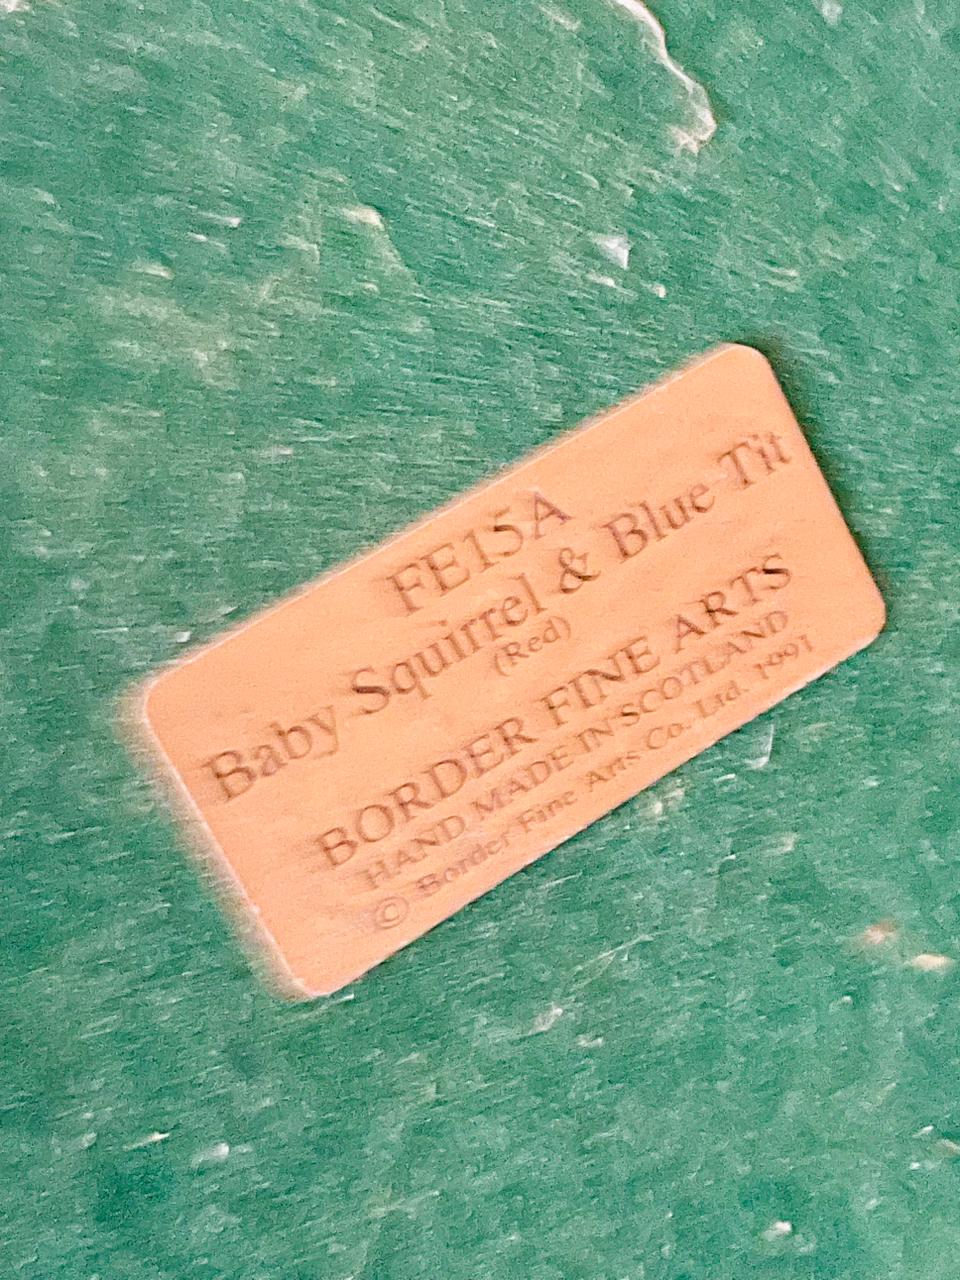 FE15A
Baby Squirrel & Blue Tit
(Red)
BORDER FINE ARTS
HAND MADE IN SCOTLAND
© Border Fine Arts Co. Ltd. 1991